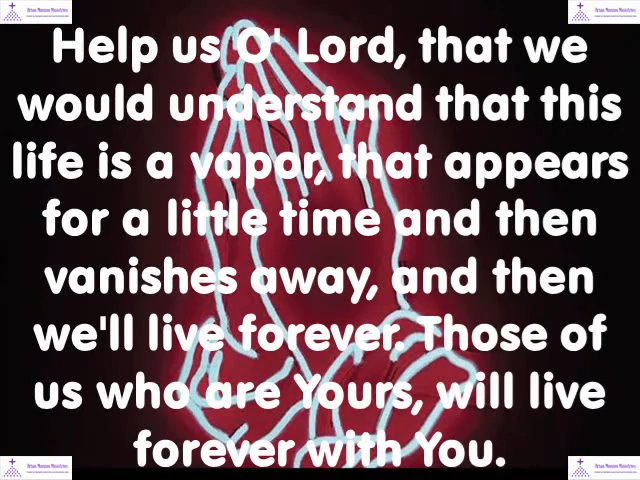 Help us O' Lord, that we
would understand that this
life is a vapor, that appears
for a little time and then
vanishes away, and then
we'll live forever. Those of
us who are Yours, will live
forever with You.